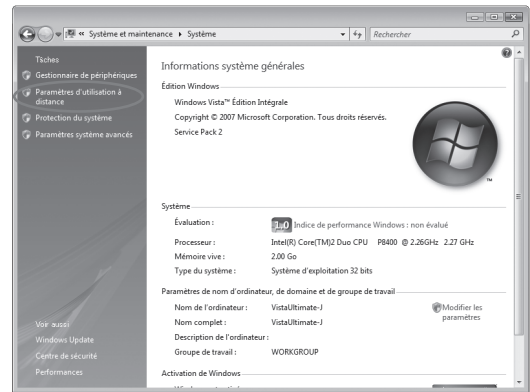 « Système et maintenance ▸ Système
Rechercher
Tâches
Gestionnaire de périphériques
Paramètres d'utilisation à
distance
Protection du système
Paramètres système avancés
Voir aussi
Windows Update
Centre de sécurité
Performances
Informations système générales
Édition Windows
Windows Vista™ Édition Intégrale
Copyright © 2007 Microsoft Corporation. Tous droits réservés.
Service Pack 2
TM
Système
Évaluation : 1,0 Indice de performance Windows : non évalué
Processeur : Intel(R) Core(TM)2 Duo CPU P8400 @ 2.26GHz 2.27 GHz
Mémoire vive : 2.00 Go
Type du système : Système d'exploitation 32 bits
Paramètres de nom d'ordinateur, de domaine et de groupe de travail
Nom de l'ordinateur : VistaUltimate-J
Modifier les
paramètres
Nom complet : VistaUltimate-J
Description de l'ordinateur :
Groupe de travail : WORKGROUP
Activation de Windows